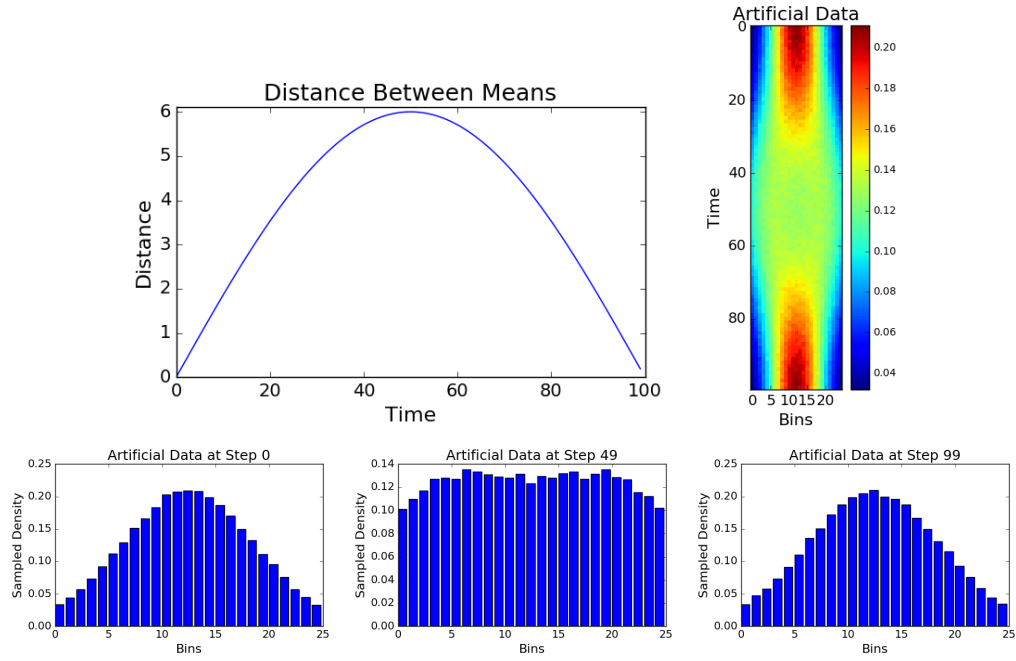 Distance Between Means
6
5
4
3
2
1
0
Distance
0 20 40 60 80 100
Time
Artificial Data
0
20
40
60
80
Time
0 5 10 15 20
Bins
0.20
0.18
0.16
0.14
0.12
0.10
0.08
0.06
0.04
Artificial Data at Step 0
0.25
0.20
0.15
0.10
0.05
0.00
Sampled Density
0 5 10 15 20 25
Bins
Artificial Data at Step 49
0.14
0.12
0.10
0.08
0.06
0.04
0.02
0.00
Sampled Density
0 5 10 15 20 25
Bins
Artificial Data at Step 99
0.25
0.20
0.15
0.10
0.05
0.00
Sampled Density
0 5 10 15 20 25
Bins